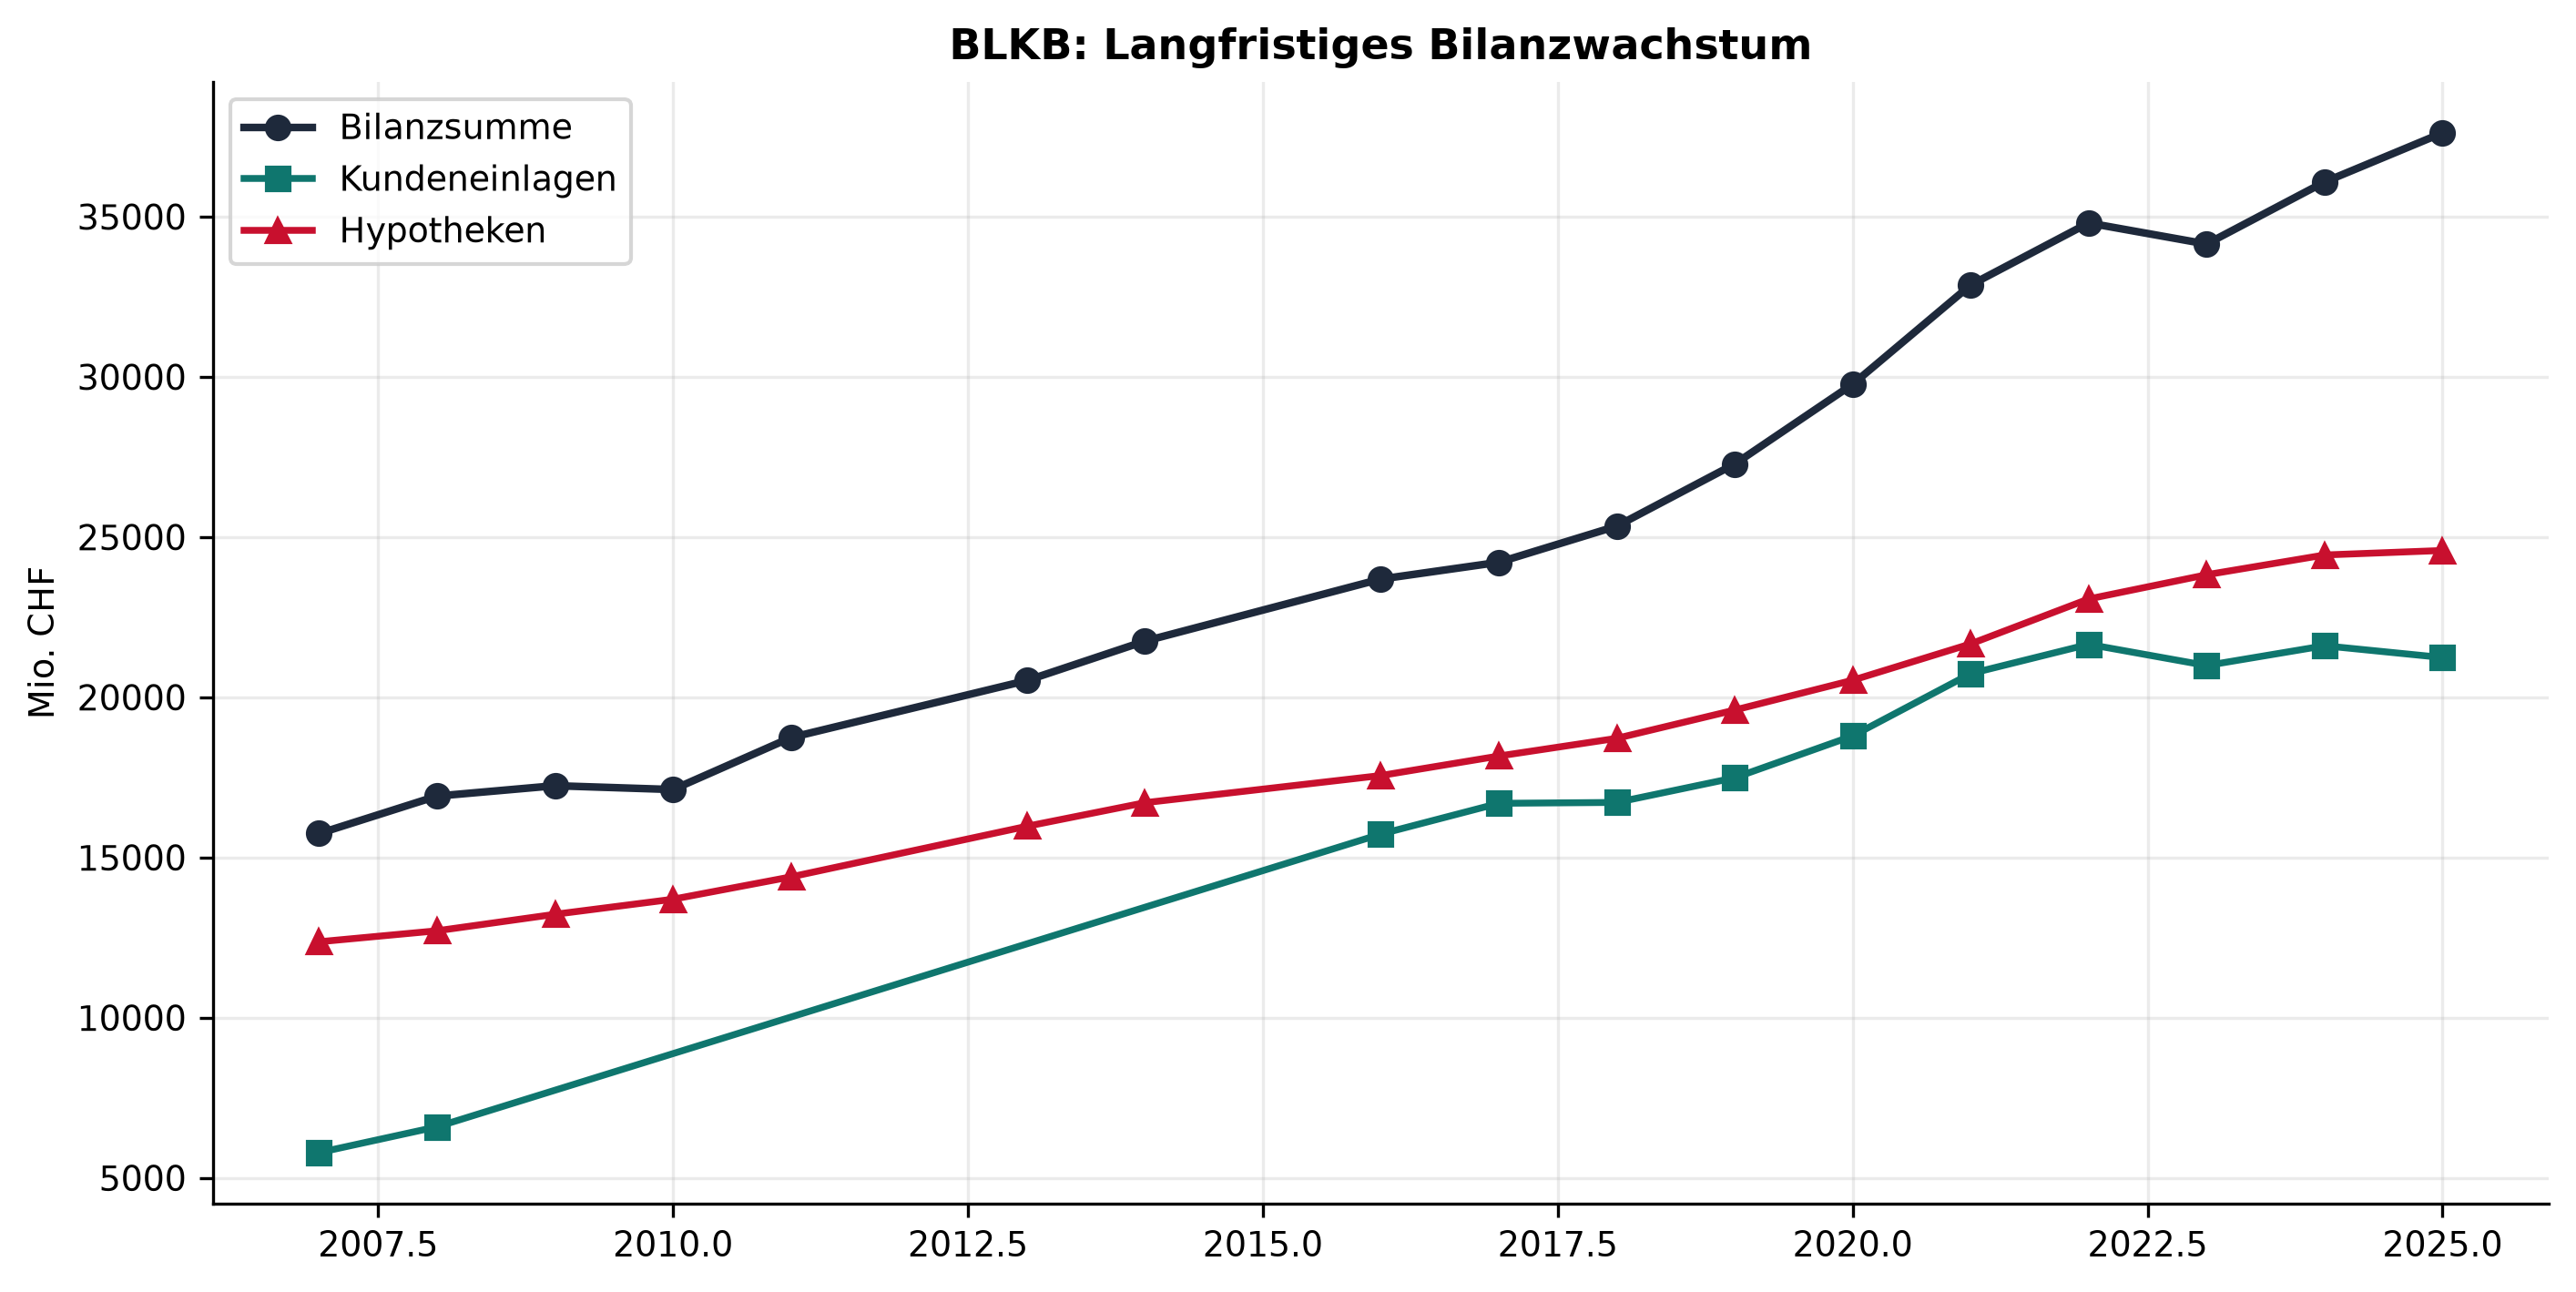 BLKB: Langfristiges Bilanzwachstum
Bilanzsumme
Kundeneinlagen
Hypotheken
Mio. CHF
35000
30000
25000
20000
15000
10000
5000
2007.5 2010.0 2012.5 2015.0 2017.5 2020.0 2022.5 2025.0